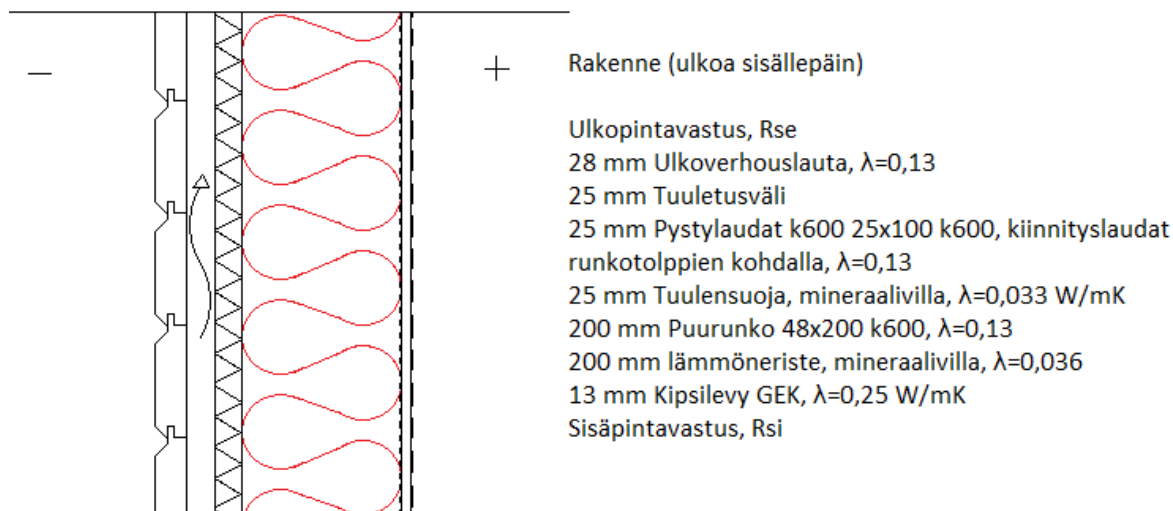 Rakenne (ulkoa sisällepäin)
Ulkopintavastus, Rse
28 mm Ulkoverhouslauta, λ=0,13
25 mm Tuuletusväli
25 mm Pystylaudat k600 25x100 k600, kiinnityslaudat
runkotolppien kohdalla, λ=0,13
25 mm Tuulensuoja, mineraalivilla, λ=0,033 W/mK
200 mm Puurunko 48x200 k600, λ=0,13
200 mm lämmöneriste, mineraalivilla, λ=0,036
13 mm Kipsilevy GEK, λ=0,25 W/mK
Sisäpintavastus, Rsi
− +